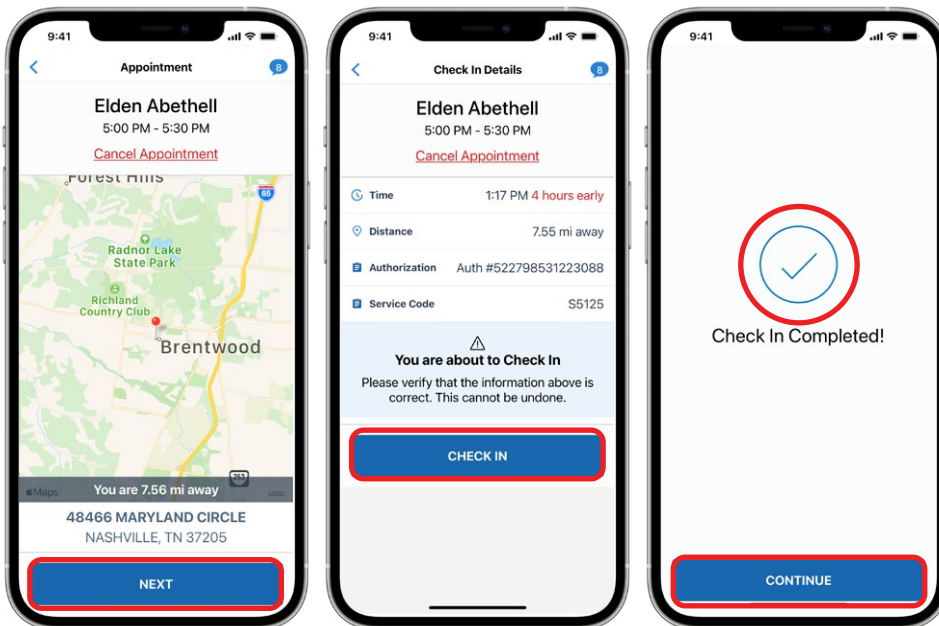 9:41
Appointment
8
Elden Abethell
5:00 PM - 5:30 PM
Cancel Appointment
Forest Hills
65
Radnor Lake
State Park
Richland
Country Club
Brentwood
253
Maps
You are 7.56 mi away
48466 MARYLAND CIRCLE
NASHVILLE, TN 37205
NEXT
9:41
Check In Details
8
Elden Abethell
5:00 PM - 5:30 PM
Cancel Appointment
Time 1:17 PM 4 hours early
Distance 7.55 mi away
Authorization Auth #522798531223088
Service Code S5125
You are about to Check In
Please verify that the information above is
correct. This cannot be undone.
CHECK IN
9:41
Check In Completed!
CONTINUE